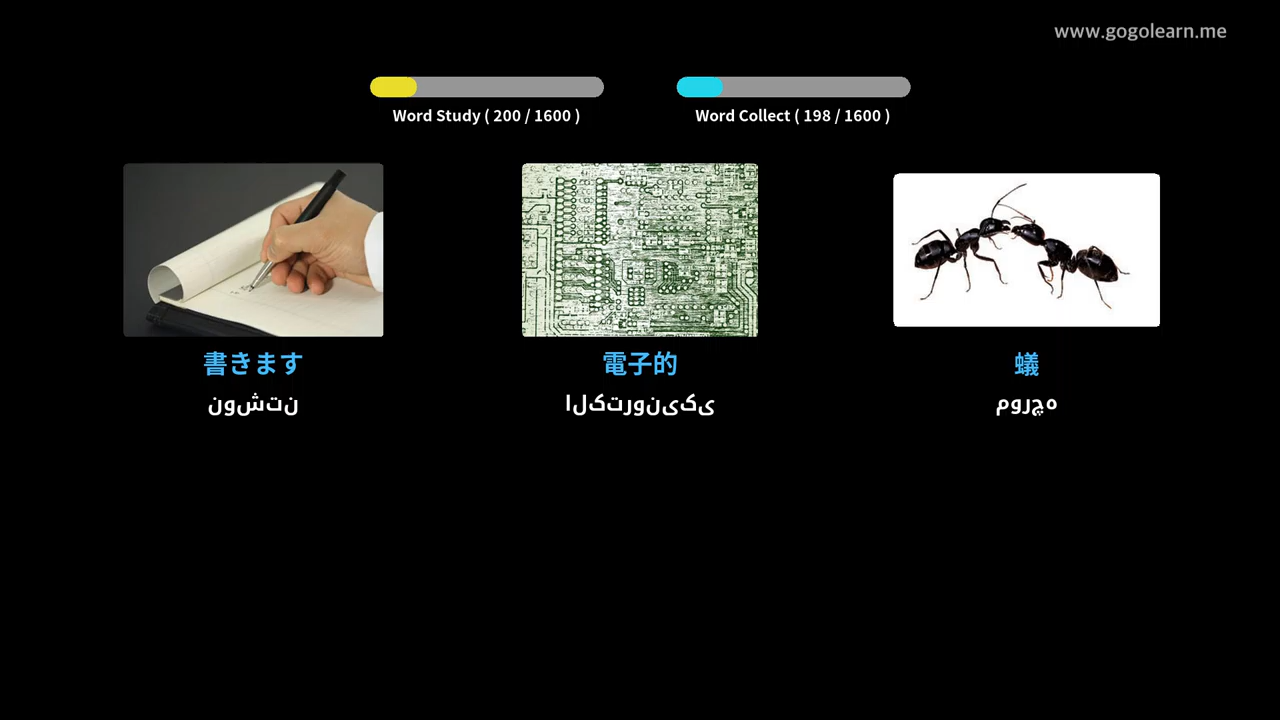 www.gogolearn.me
Word Study ( 200 / 1600 )
Word Collect ( 198 / 1600 )
書きます
電子的
蟻
نوشتن
الکترونیکی
مورچه